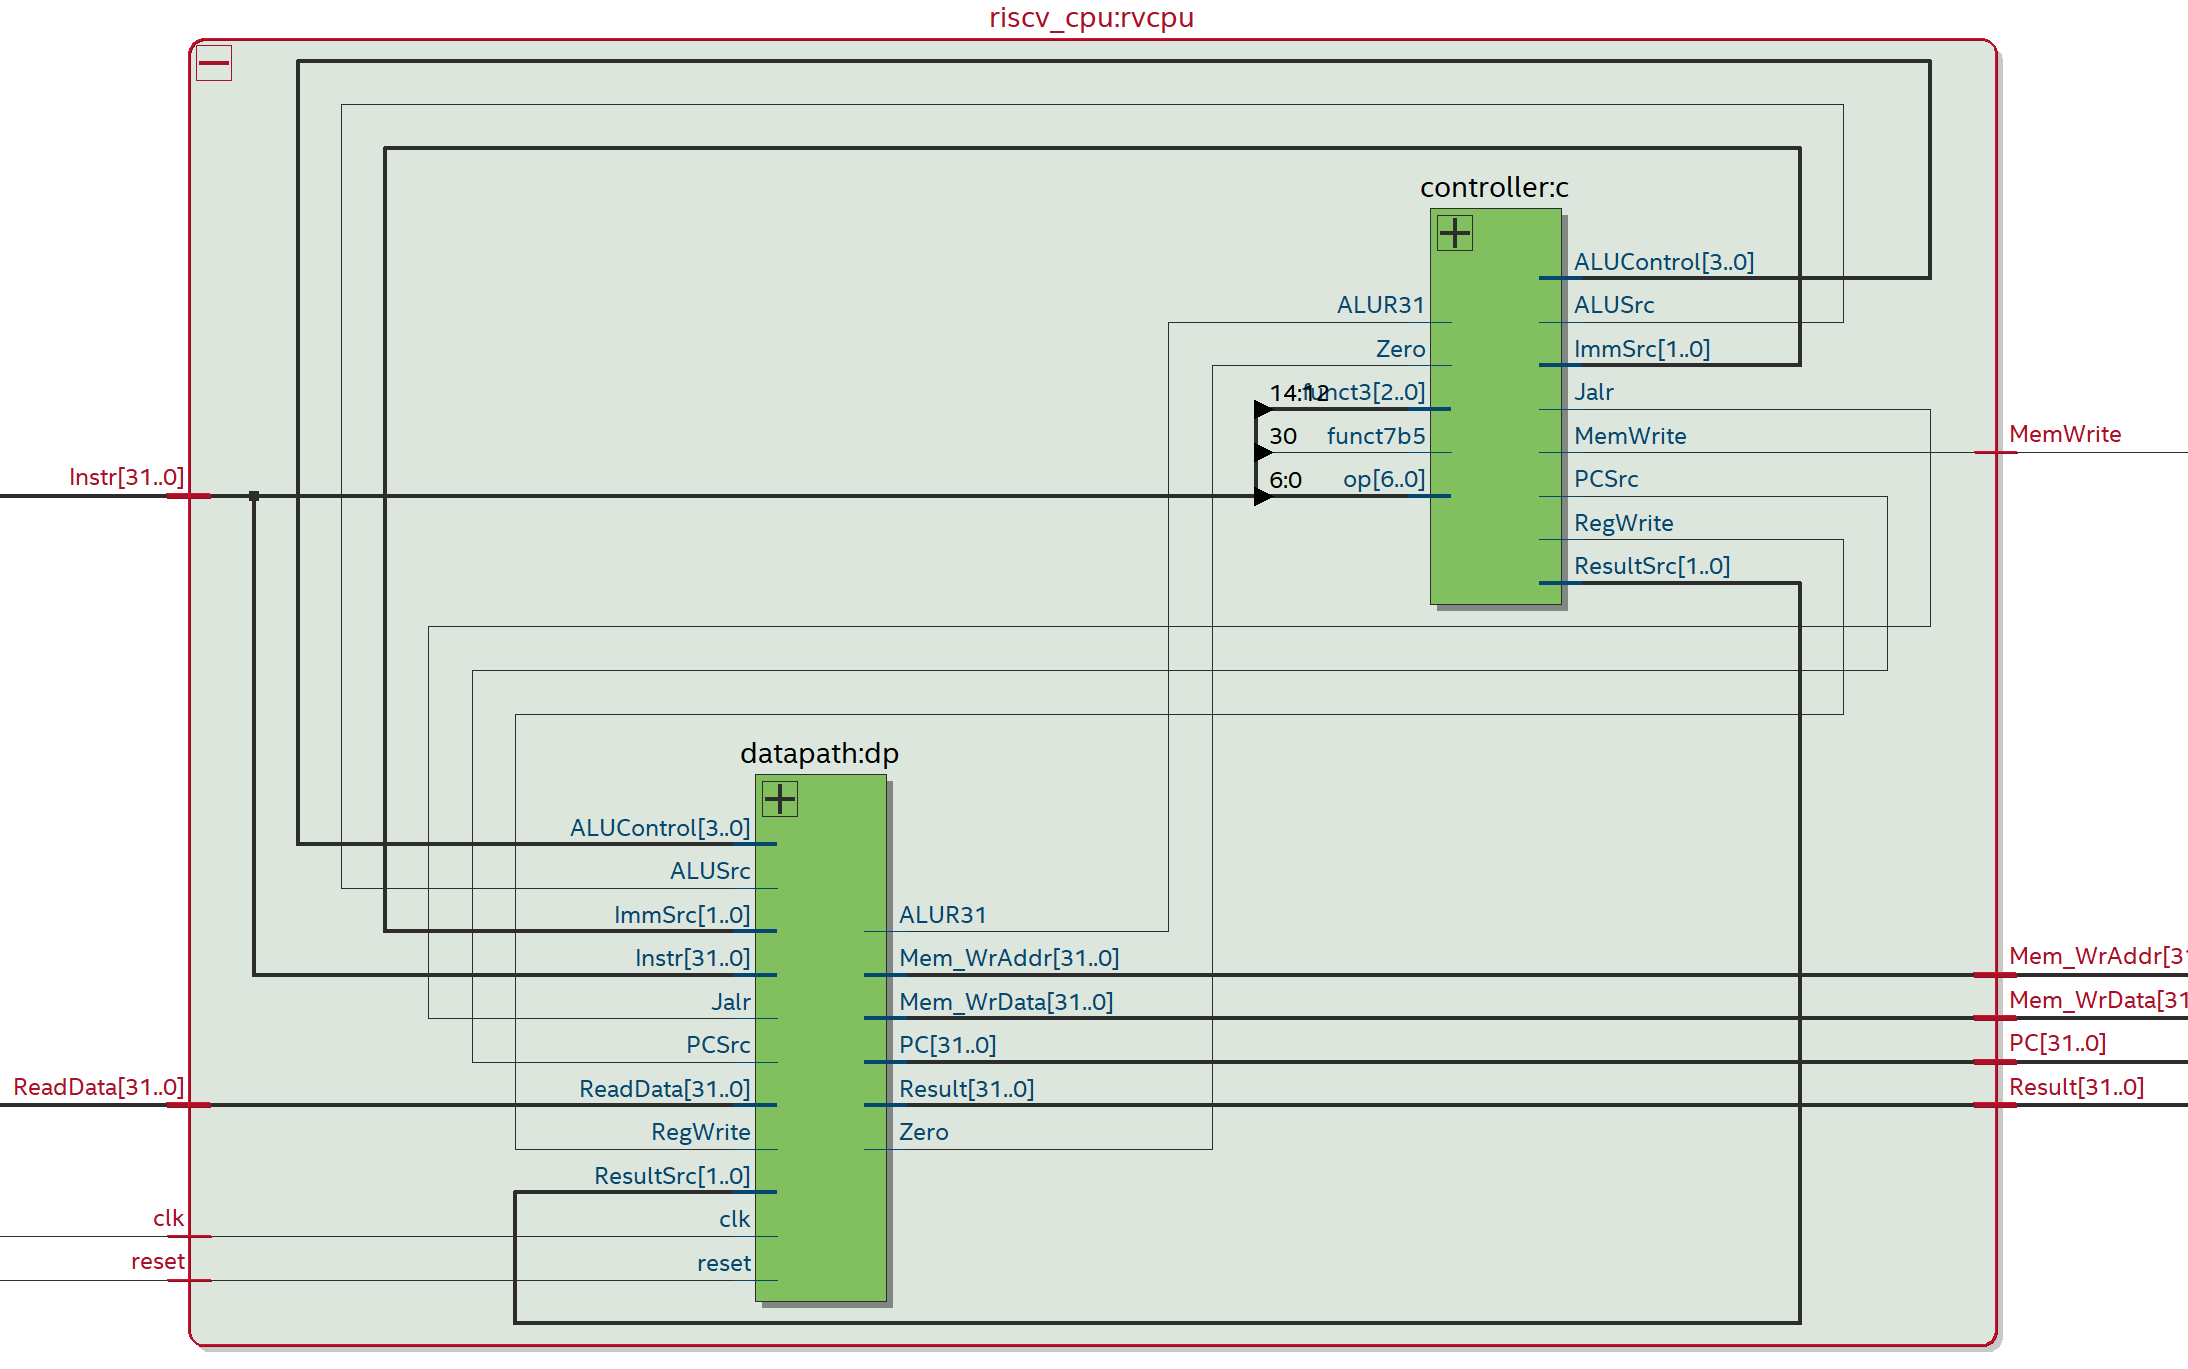 riscv_cpu:rvcpu
controller:c
ALUControl[3..0]
ALUR31
ALUSrc
Zero
ImmSrc[1..0]
14:12
funct3[2..0]
Jalr
30
funct7b5
MemWrite
MemWrite
Instr[31..0]
6:0
op[6..0]
PCSrc
RegWrite
ResultSrc[1..0]
datapath:dp
ALUControl[3..0]
ALUSrc
ImmSrc[1..0]
ALUR31
Instr[31..0]
Mem_WrAddr[31..0]
Mem_WrAddr[31
Jalr
Mem_WrData[31..0]
Mem_WrData[31
PCSrc
PC[31..0]
PC[31..0]
ReadData[31..0]
ReadData[31..0]
Result[31..0]
Result[31..0]
RegWrite
Zero
ResultSrc[1..0]
clk
clk
reset
reset